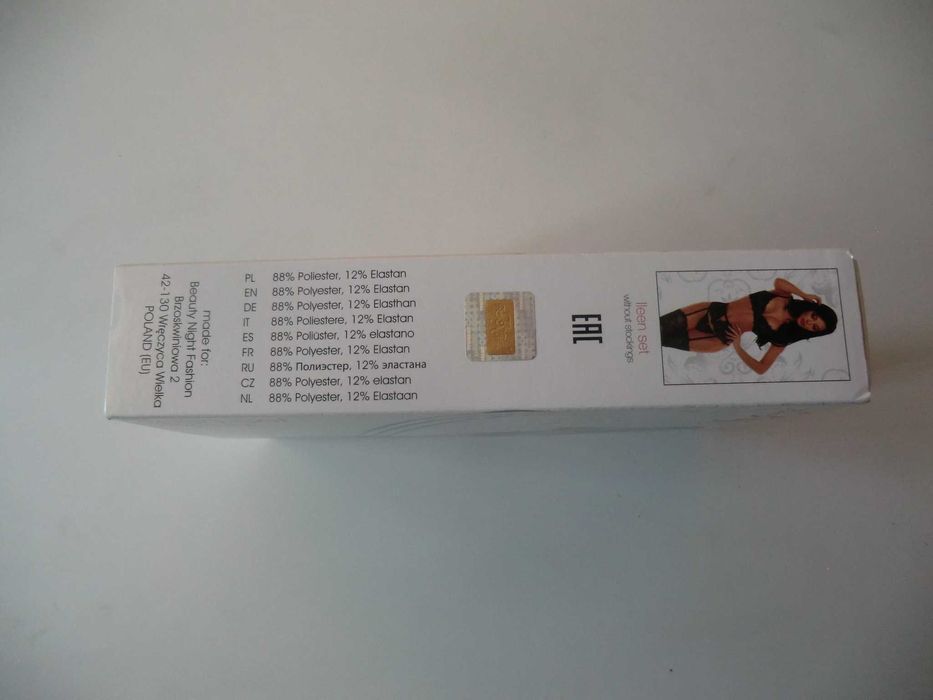 made for:
Beauty Night Fashion
Brzoskwiniowa 2
42-130 Wręczyca Wielka
POLAND (EU)
PL 88% Poliester, 12% Elastan
EN 88% Polyester, 12% Elastan
DE 88% Polyester, 12% Elasthan
IT 88% Poliestere, 12% Elastan
ES 88% Poliüster, 12% elastano
FR 88% Polyester, 12% Elastan
RU 88% Полиэстер, 12% эластана
CZ 88% Polyester, 12% elastan
NL 88% Polyester, 12% Elastaan
EAC
Ileen set
without stockings